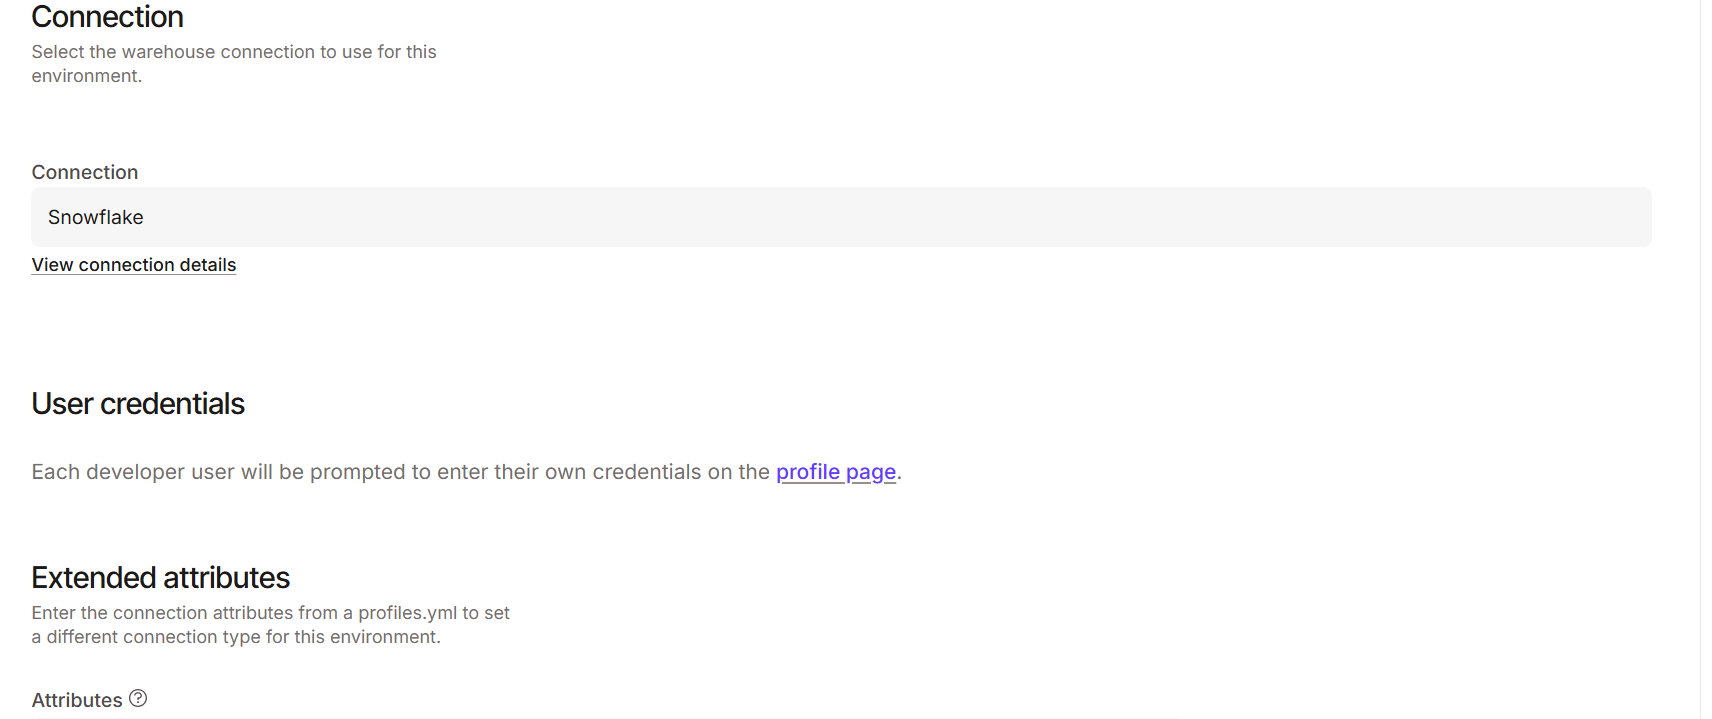 Connection
Select the warehouse connection to use for this
environment.
Connection
Snowflake
View connection details
User credentials
Each developer user will be prompted to enter their own credentials on the profile page.
Extended attributes
Enter the connection attributes from a profiles.yml to set
a different connection type for this environment.
Attributes